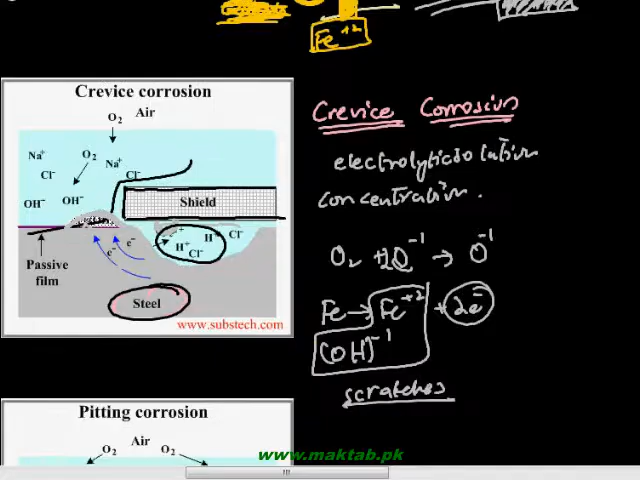 Fe+2
Crevice corrosion
O2 Air
Na+ O2 Na+
Cl- Cl-
OH- OH-
Shield
H+ H Cl-
Cl-
e- e-
Passive
film
Steel
www.substech.com
Crevice Corrosion
electrolytic solution
concentration.
O2 + → O-1
Fe → Fe+2 + 2e-
(OH)-1
scratches
Pitting corrosion
Air
O2 O2
www.maktab.pk